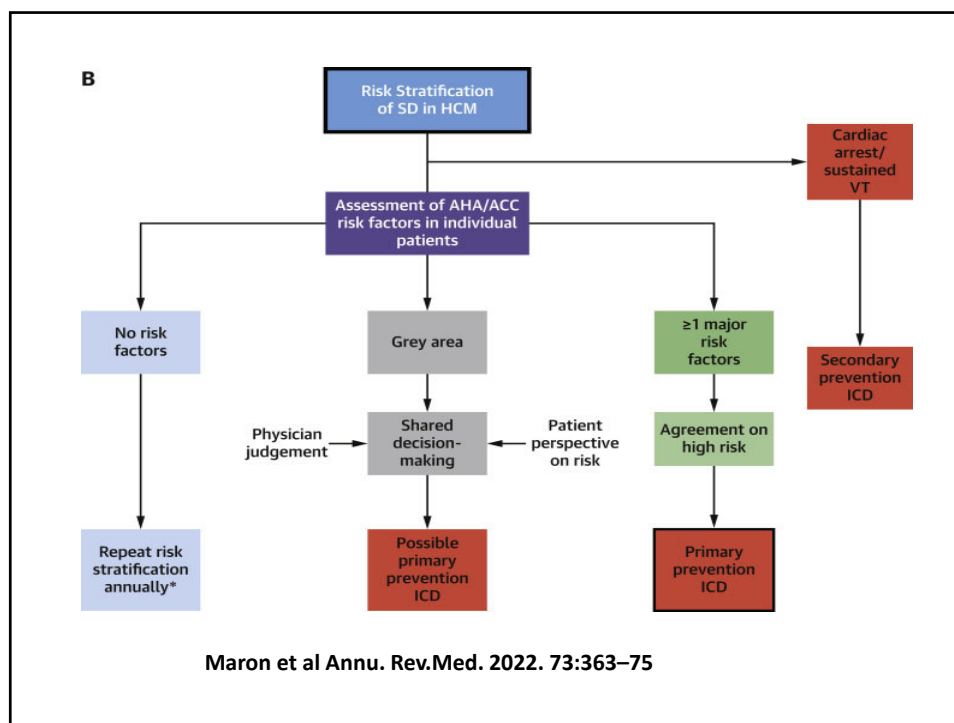 B
Risk Stratification
of SD in HCM
Cardiac
arrest/
sustained
VT
Assessment of AHA/ACC
risk factors in individual
patients
No risk
factors
Grey area
≥1 major
risk
factors
Secondary
prevention
ICD
Physician
judgement
Shared
decision-
making
Patient
perspective
on risk
Agreement on
high risk
Repeat risk
stratification
annually*
Possible
primary
prevention
ICD
Primary
prevention
ICD
Maron et al Annu. Rev.Med. 2022. 73:363–75